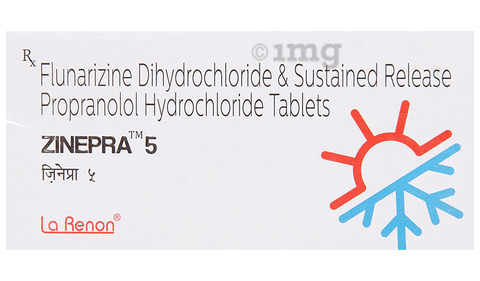 ©1mg
Rx Flunarizine Dihydrochloride & Sustained Release
Propranolol Hydrochloride Tablets
ZINEPRA™ 5
ज़िनेप्रा ५
La Renon®